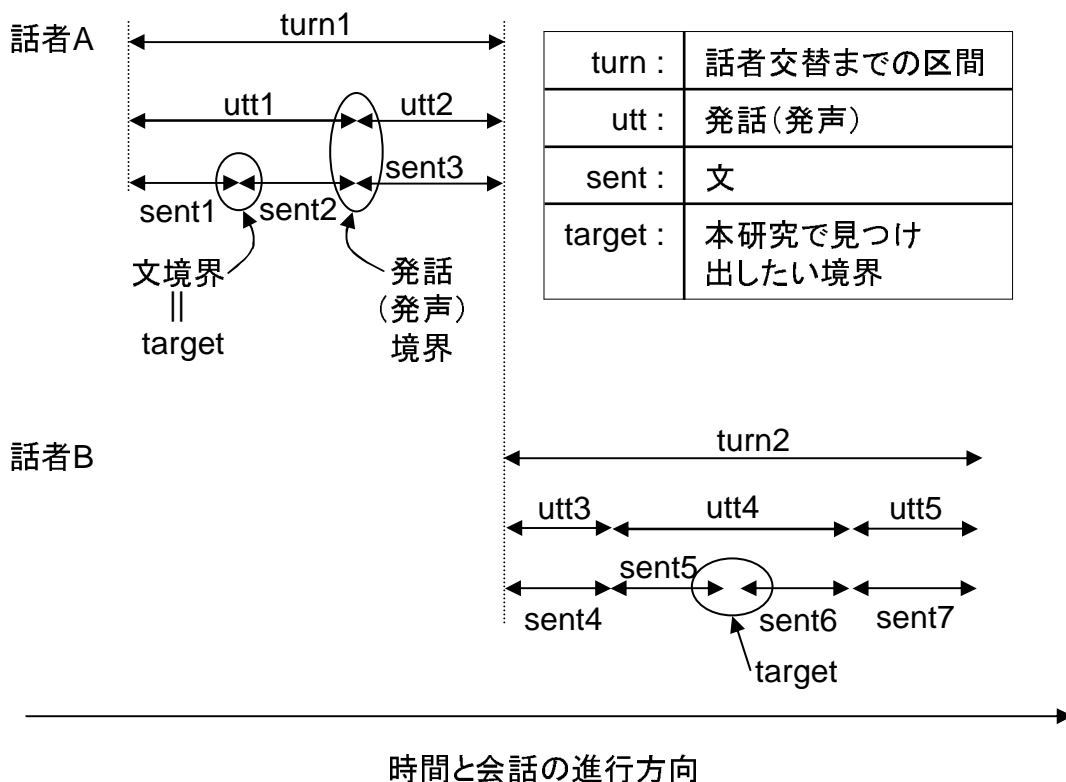 話者A
turn1
utt1
utt2
sent1
sent2
sent3
文境界
||
target
発話
(発声)
境界
turn : 話者交替までの区間
utt : 発話(発声)
sent : 文
target : 本研究で見つけ
出したい境界
話者B
turn2
utt3
utt4
utt5
sent4
sent5
sent6
sent7
target
時間と会話の進行方向